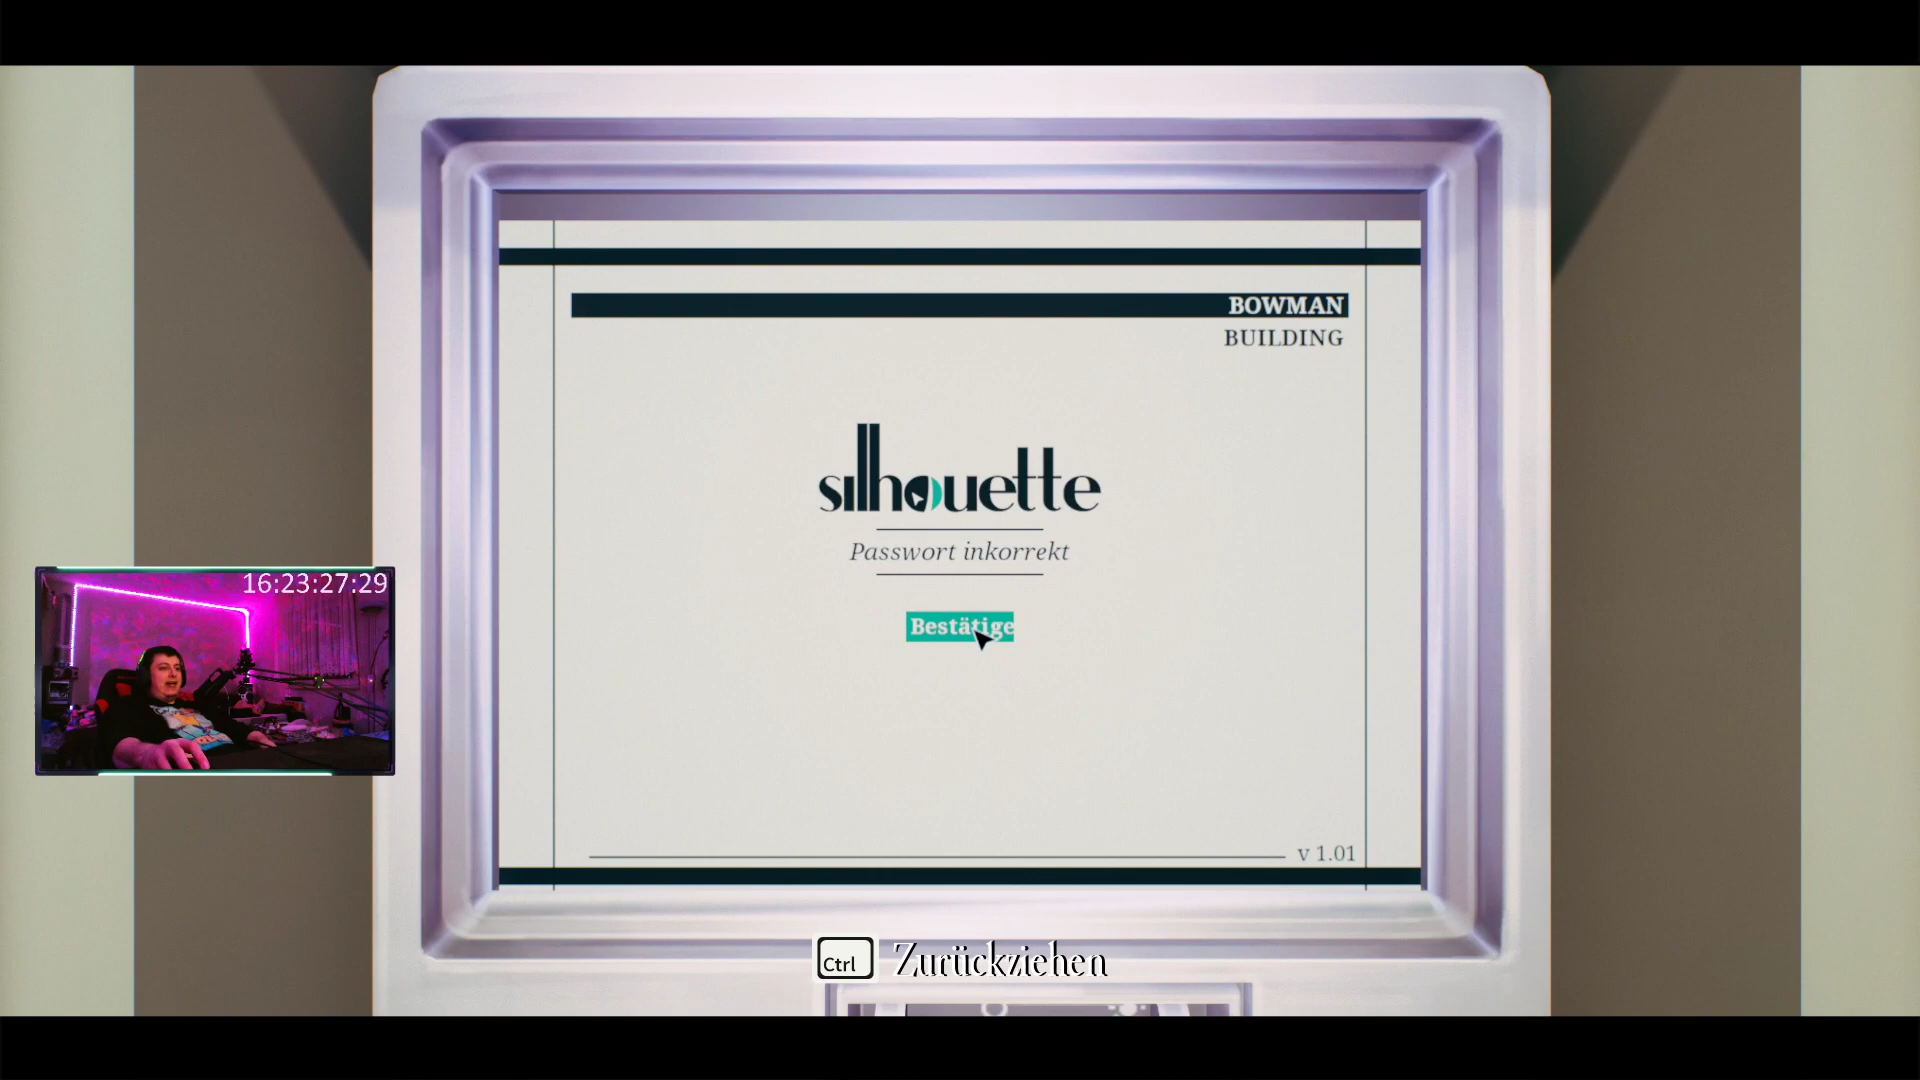 BOWMAN
BUILDING
silhouette
Passwort inkorrekt
16:23:27:29
Bestätige
v 1.01
Ctrl Zurückziehen